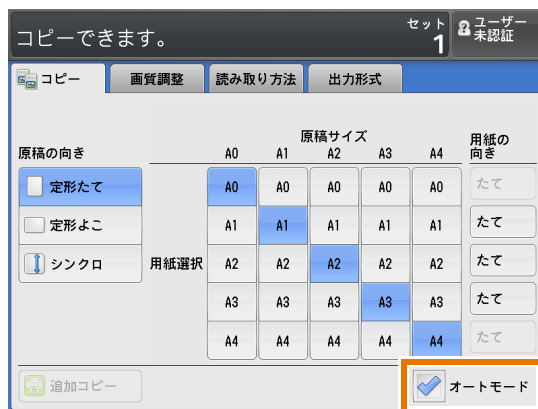 コピーできます。
セット
1
ユーザー
未認証
コピー 画質調整 読み取り方法 出力形式
原稿サイズ
原稿の向き A0 A1 A2 A3 A4 用紙の
向き
定形たて A0 A0 A0 A0 A0 たて
定形よこ A1 A1 A1 A1 A1 たて
シンクロ 用紙選択 A2 A2 A2 A2 A2 たて
A3 A3 A3 A3 A3 たて
A4 A4 A4 A4 A4 たて
追加コピー オートモード